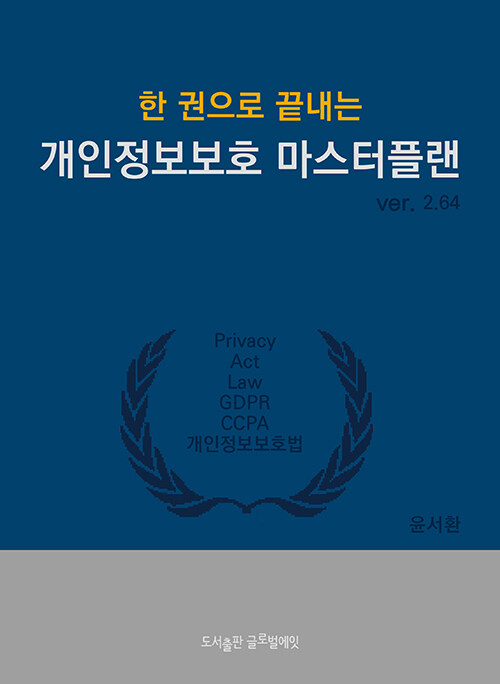 한 권으로 끝내는
개인정보보호 마스터플랜
ver. 2.64
Privacy
Act
Law
GDPR
CCPA
개인정보보호법
윤서환
도서출판 글로벌에잇